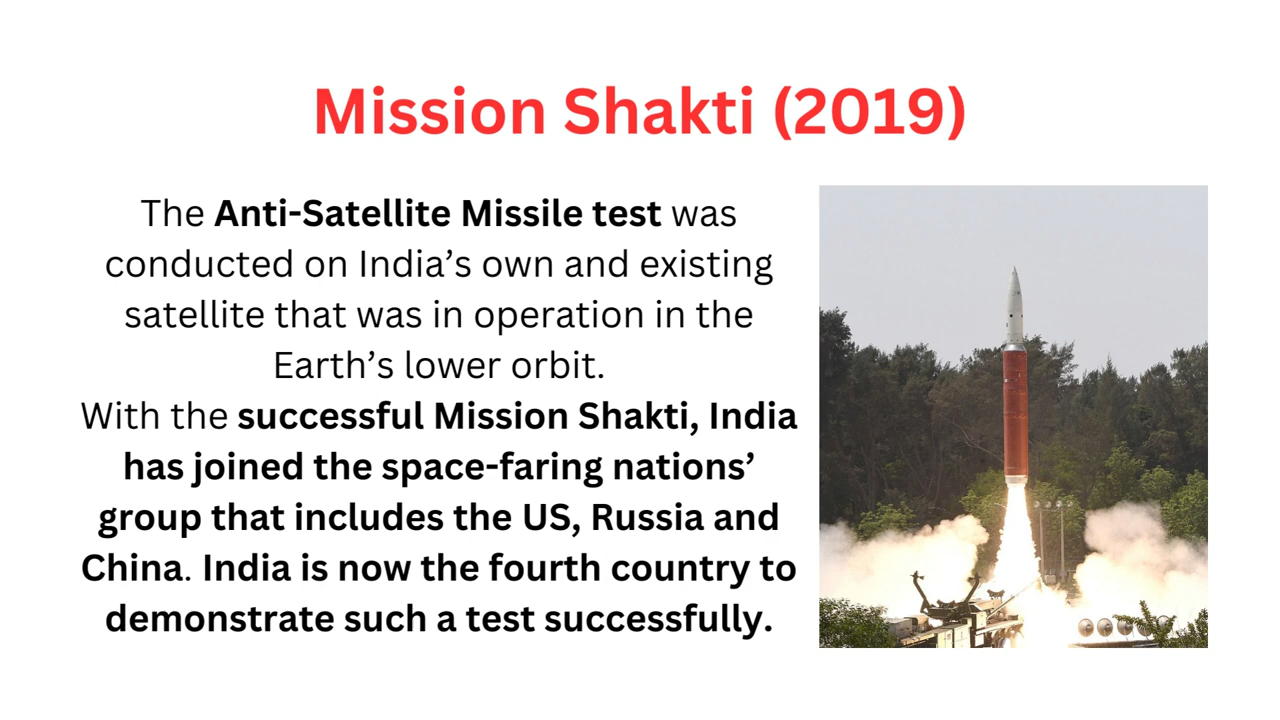 Mission Shakti (2019)
The Anti-Satellite Missile test was
conducted on India’s own and existing
satellite that was in operation in the
Earth’s lower orbit.
With the successful Mission Shakti, India
has joined the space-faring nations’
group that includes the US, Russia and
China. India is now the fourth country to
demonstrate such a test successfully.